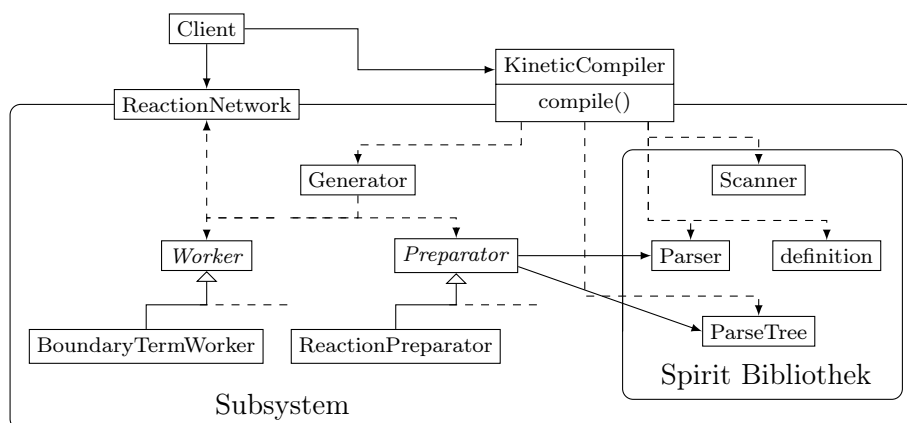 Client
KineticCompiler
compile()
ReactionNetwork
Generator
Scanner
Worker
Preparator
Parser
definition
BoundaryTermWorker
ReactionPreparator
ParseTree
Spirit Bibliothek
Subsystem